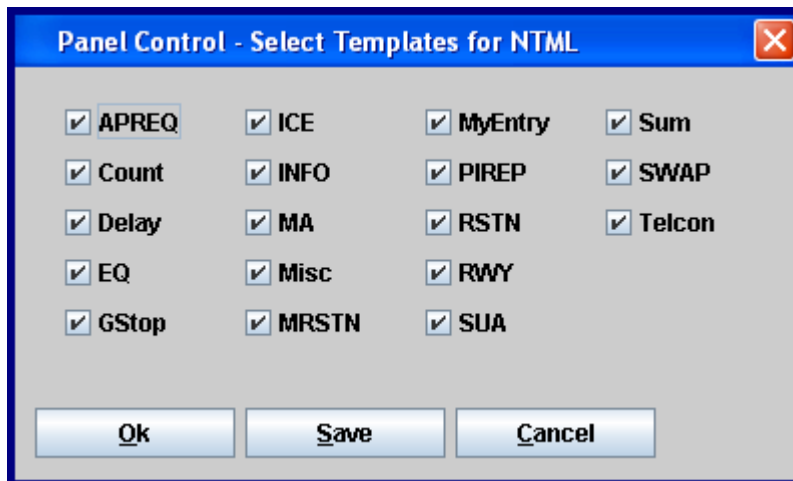 Panel Control - Select Templates for NTML
APREQ ICE MyEntry Sum
Count INFO PIREP SWAP
Delay MA RSTN Telcon
EQ Misc RWY
GStop MRSTN SUA
Ok Save Cancel